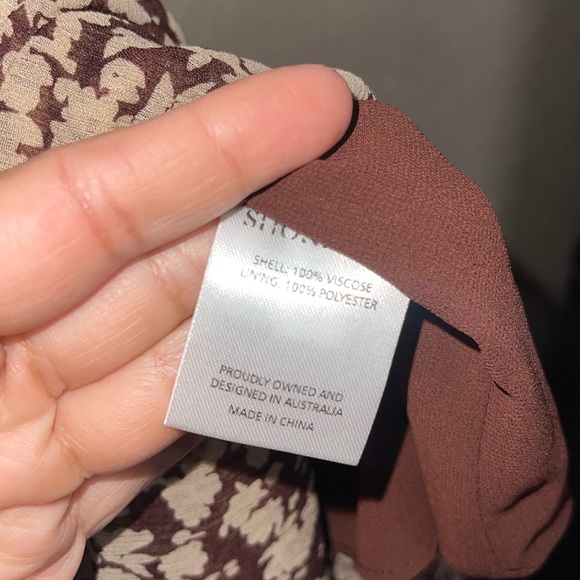 SHELL: 100% VISCOSE
LINING: 100% POLYESTER
PROUDLY OWNED AND
DESIGNED IN AUSTRALIA
MADE IN CHINA